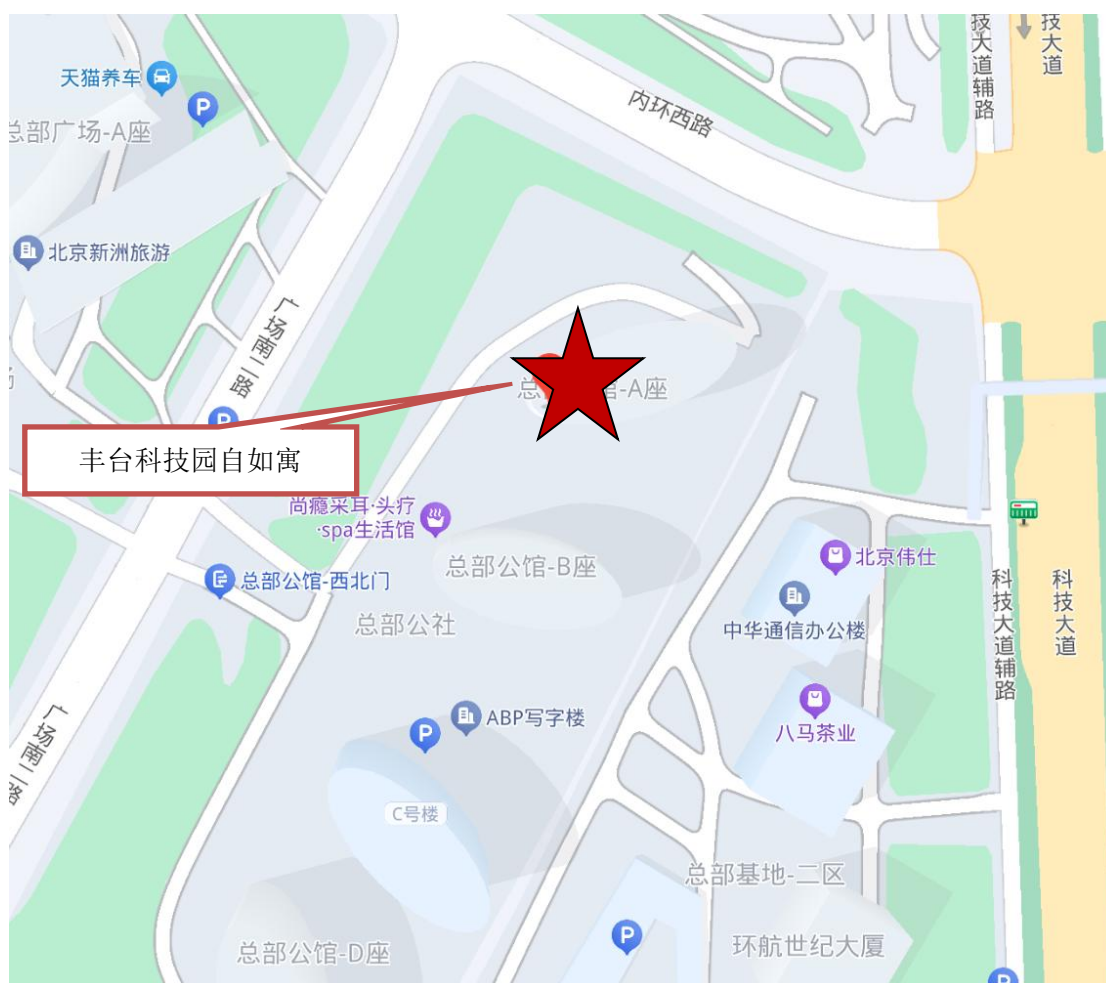 天猫养车
P
总部广场-A座
内环西路
技大道辅路
技大道
北京新洲旅游
广场南二路
总
官-A座
P
丰台科技园自如寓
尚瘾采耳·头疗
·spa生活馆
总部公馆-B座
北京伟仕
总部公馆-西北门
总部公社
中华通信办公楼
科技大道辅路
科技大道
ABP写字楼
P
八马茶业
广场南二路
C号楼
总部基地-二区
总部公馆-D座
P
环航世纪大厦
P